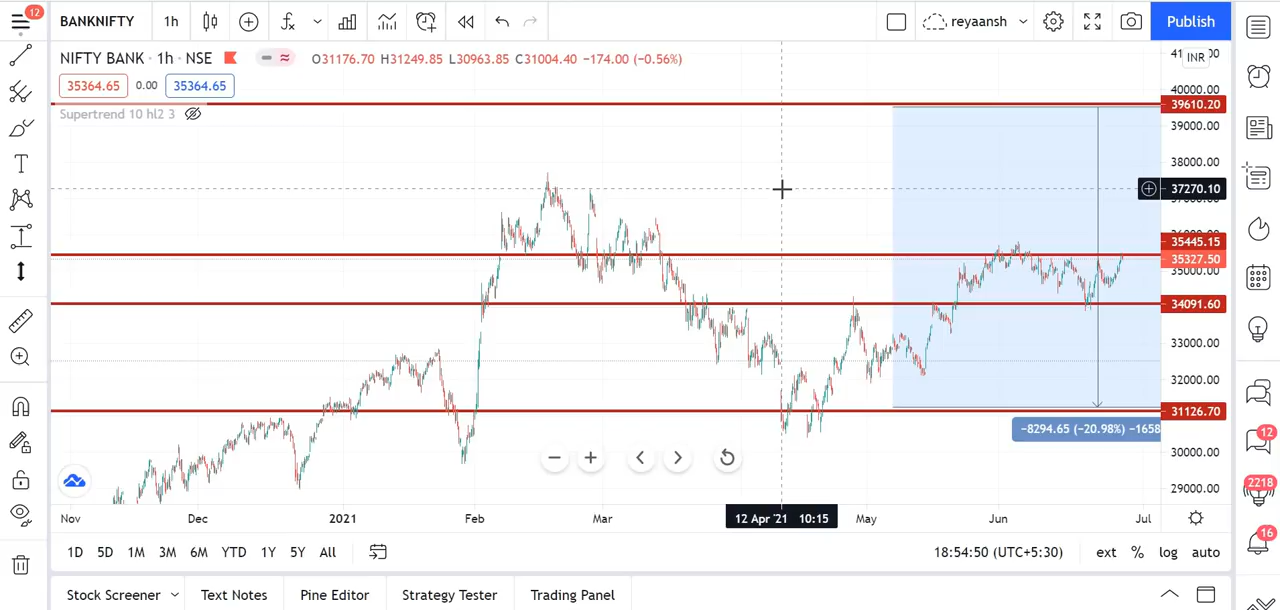 12
BANKNIFTY 1h reyaansh Publish
NIFTY BANK · 1h · NSE O31176.70 H31249.85 L30963.85 C31004.40 −174.00 (−0.56%)
35364.65 0.00 35364.65
Supertrend 10 hl2 3
INR
40000.00
39610.20
39000.00
38000.00
37270.10
35445.15
35327.50
35000.00
34091.60
33000.00
32000.00
31126.70
−8294.65 (−20.98%) −1658
30000.00
29000.00
Nov Dec 2021 Feb Mar 12 Apr '21 10:15 May Jun Jul
1D 5D 1M 3M 6M YTD 1Y 5Y All 18:54:50 (UTC+5:30) ext % log auto
Stock Screener Text Notes Pine Editor Strategy Tester Trading Panel
12
2218
16